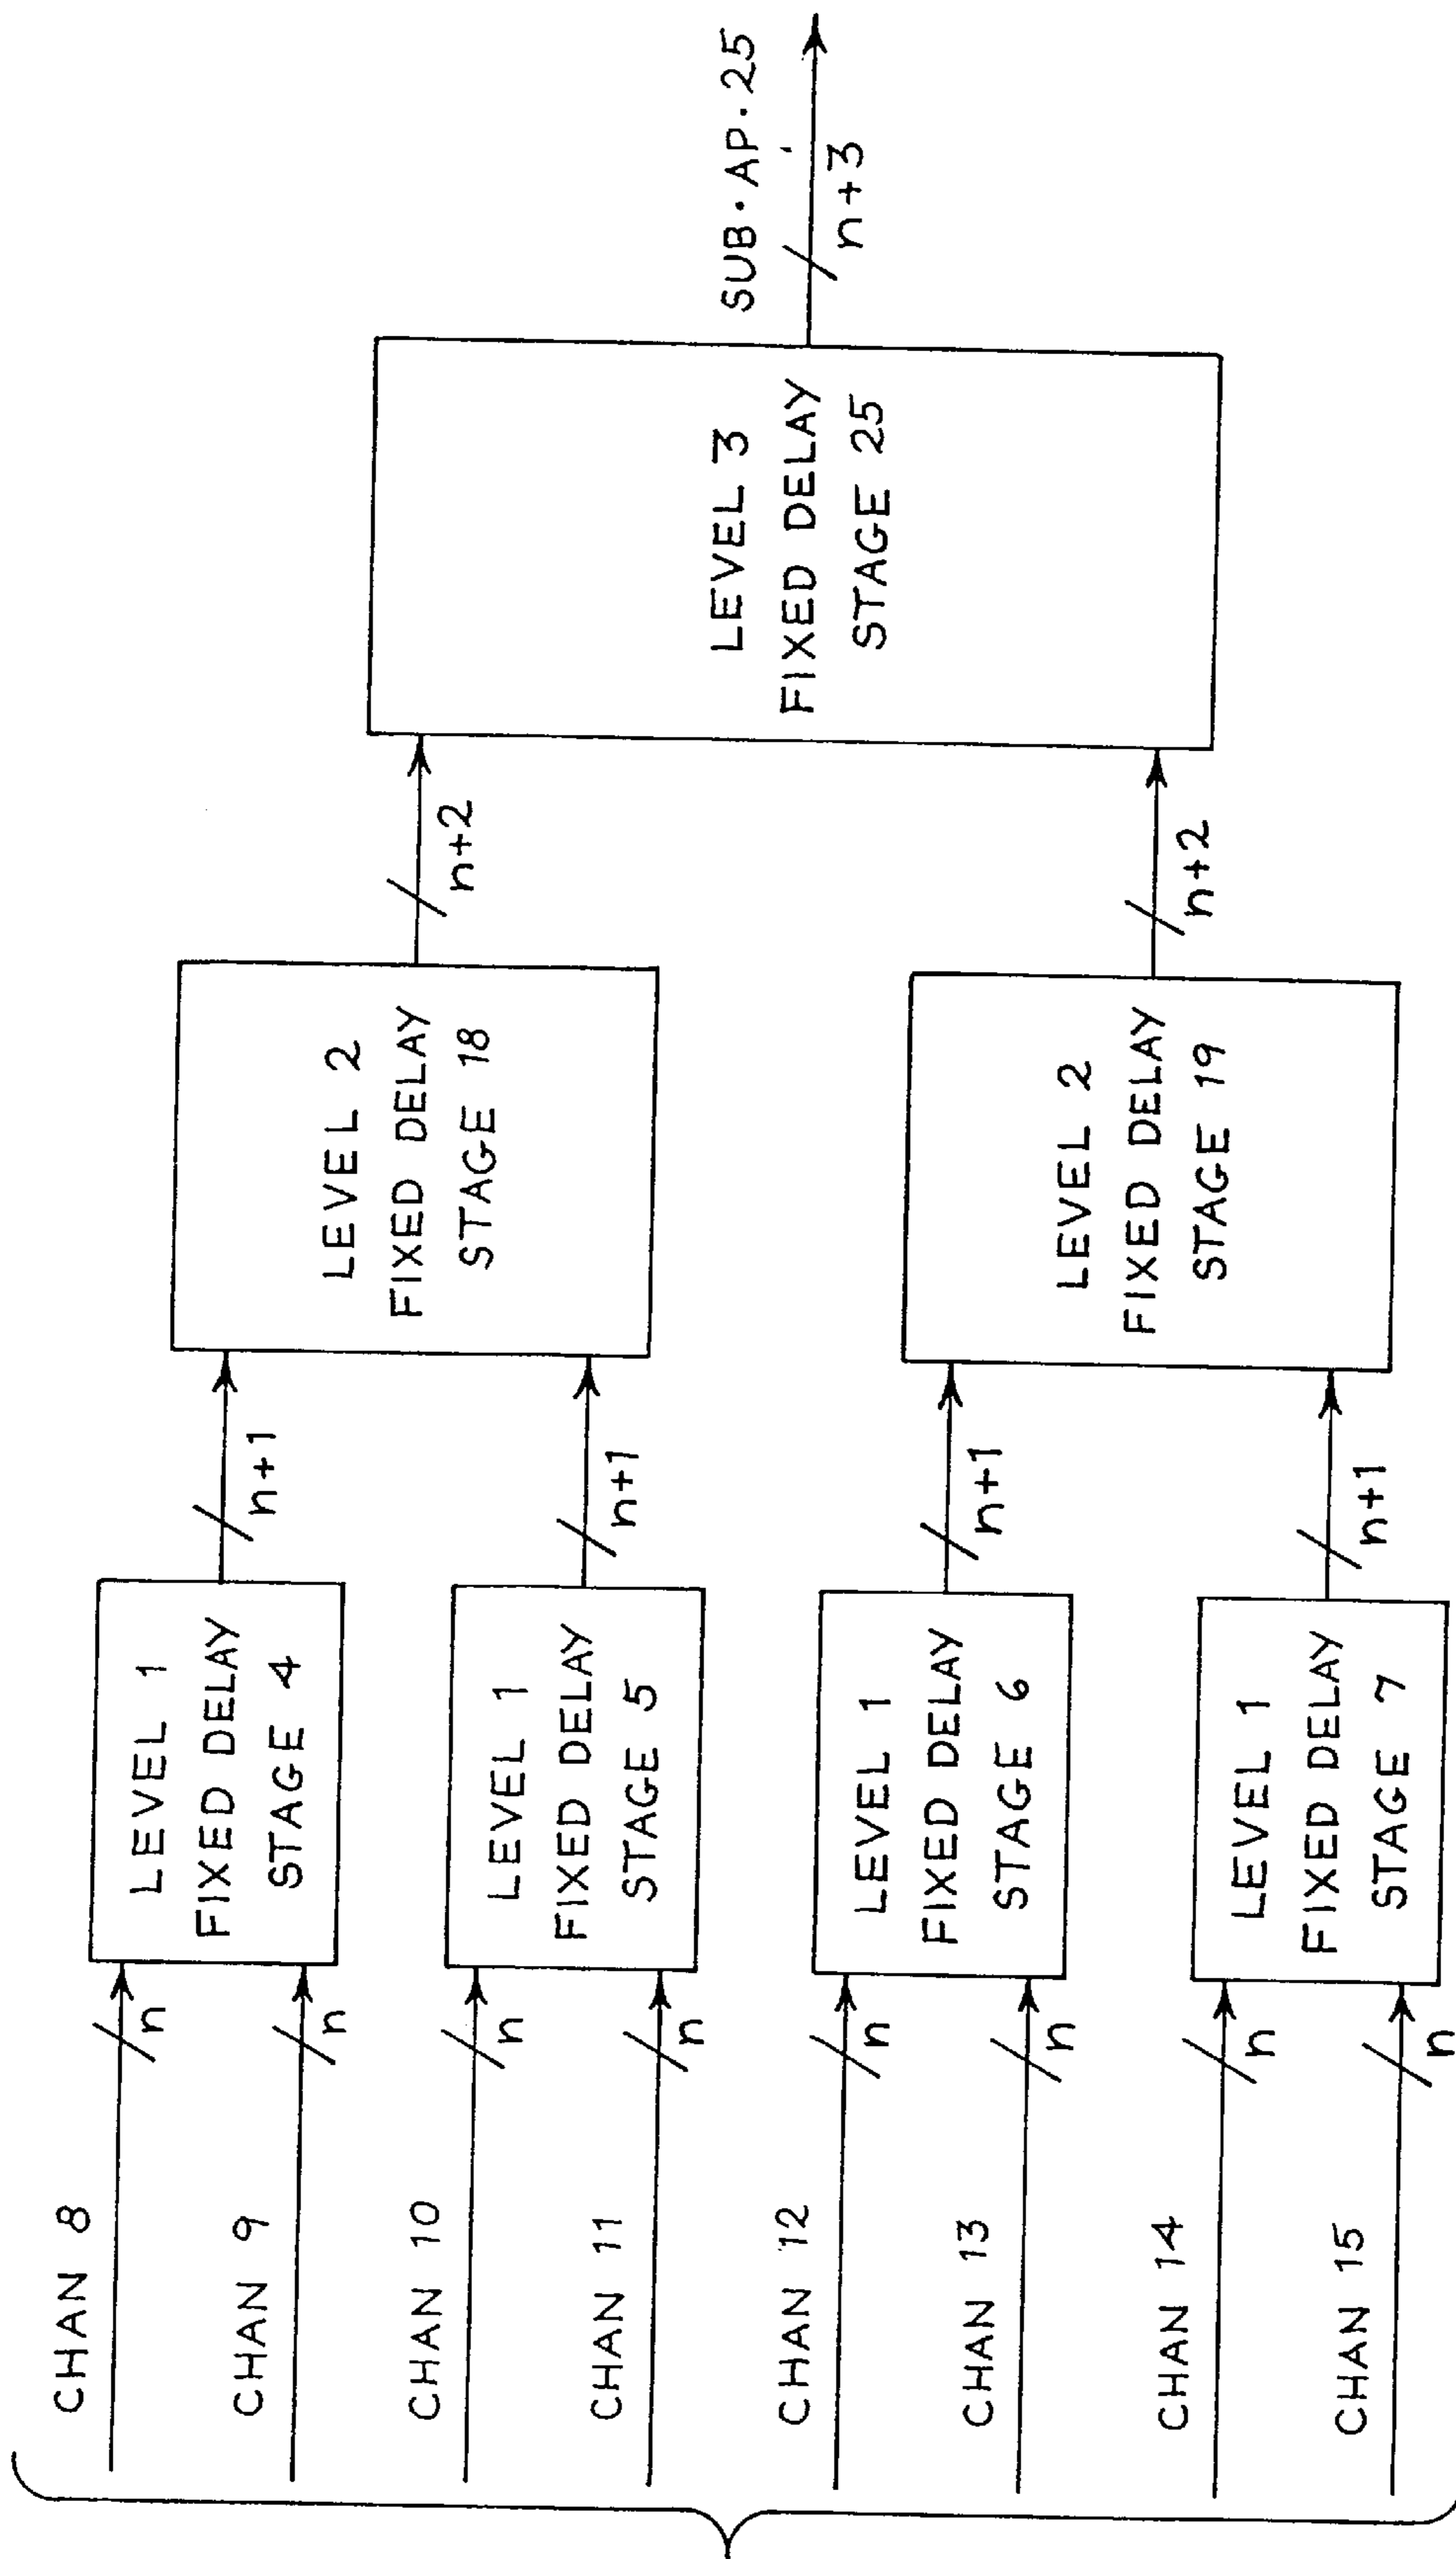 CHAN 8
n
CHAN 9
n
LEVEL 1
FIXED DELAY
STAGE 4
n+1
CHAN 10
n
CHAN 11
n
LEVEL 1
FIXED DELAY
STAGE 5
n+1
LEVEL 2
FIXED DELAY
STAGE 18
n+2
CHAN 12
n
CHAN 13
n
LEVEL 1
FIXED DELAY
STAGE 6
n+1
CHAN 14
n
CHAN 15
n
LEVEL 1
FIXED DELAY
STAGE 7
n+1
LEVEL 2
FIXED DELAY
STAGE 19
n+2
LEVEL 3
FIXED DELAY
STAGE 25
SUB·AP·25
n+3